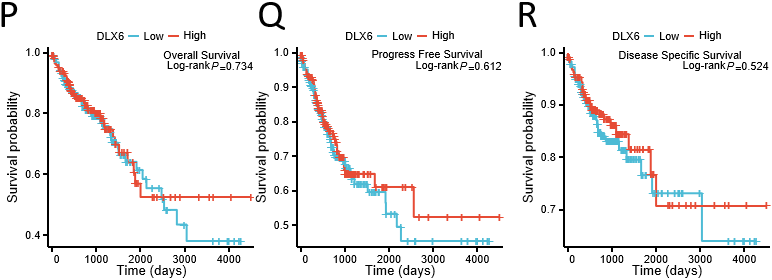 P
DLX6 Low High
Overall Survival
Log-rank P=0.734
Survival probability
1.0
0.8
0.6
0.4
0 1000 2000 3000 4000
Time (days)
Q
DLX6 Low High
Progress Free Survival
Log-rank P=0.612
Survival probability
1.0
0.9
0.8
0.7
0.6
0.5
0 1000 2000 3000 4000
Time (days)
R
DLX6 Low High
Disease Specific Survival
Log-rank P=0.524
Survival probability
1.0
0.9
0.8
0.7
0 1000 2000 3000 4000
Time (days)